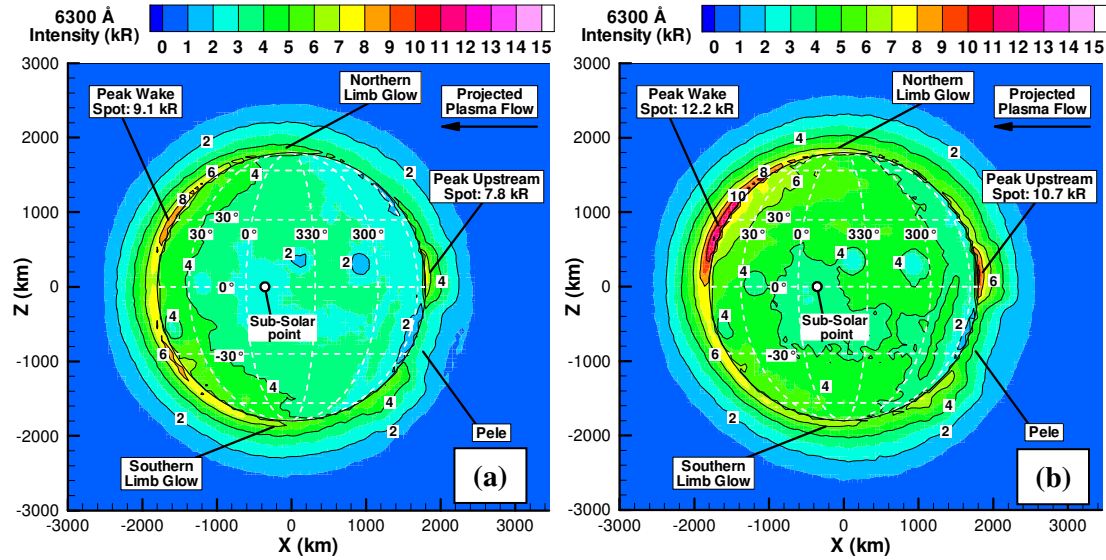 6300 Å
Intensity (kR)
0 1 2 3 4 5 6 7 8 9 10 11 12 13 14 15
3000
2000
1000
0
-1000
-2000
-3000
Z (km)
Northern
Limb Glow
Projected
Plasma Flow
Peak Wake
Spot: 9.1 kR
Peak Upstream
Spot: 7.8 kR
2
2
6
4
8
30°
30° 0° 330° 300°
2
2
4
4
0°
Sub-Solar
point
4
2
-30°
6
4
4
2
2
Pele
Southern
Limb Glow
(a)
-3000 -2000 -1000 0 1000 2000 3000
X (km)
6300 Å
Intensity (kR)
0 1 2 3 4 5 6 7 8 9 10 11 12 13 14 15
3000
2000
1000
0
-1000
-2000
-3000
Z (km)
Northern
Limb Glow
Projected
Plasma Flow
Peak Wake
Spot: 12.2 kR
Peak Upstream
Spot: 10.7 kR
4
2
8
6
10
30°
30° 0° 330° 300°
4
4
6
0°
Sub-Solar
point
4
2
-30°
6
4
4
2
2
Pele
Southern
Limb Glow
(b)
-3000 -2000 -1000 0 1000 2000 3000
X (km)